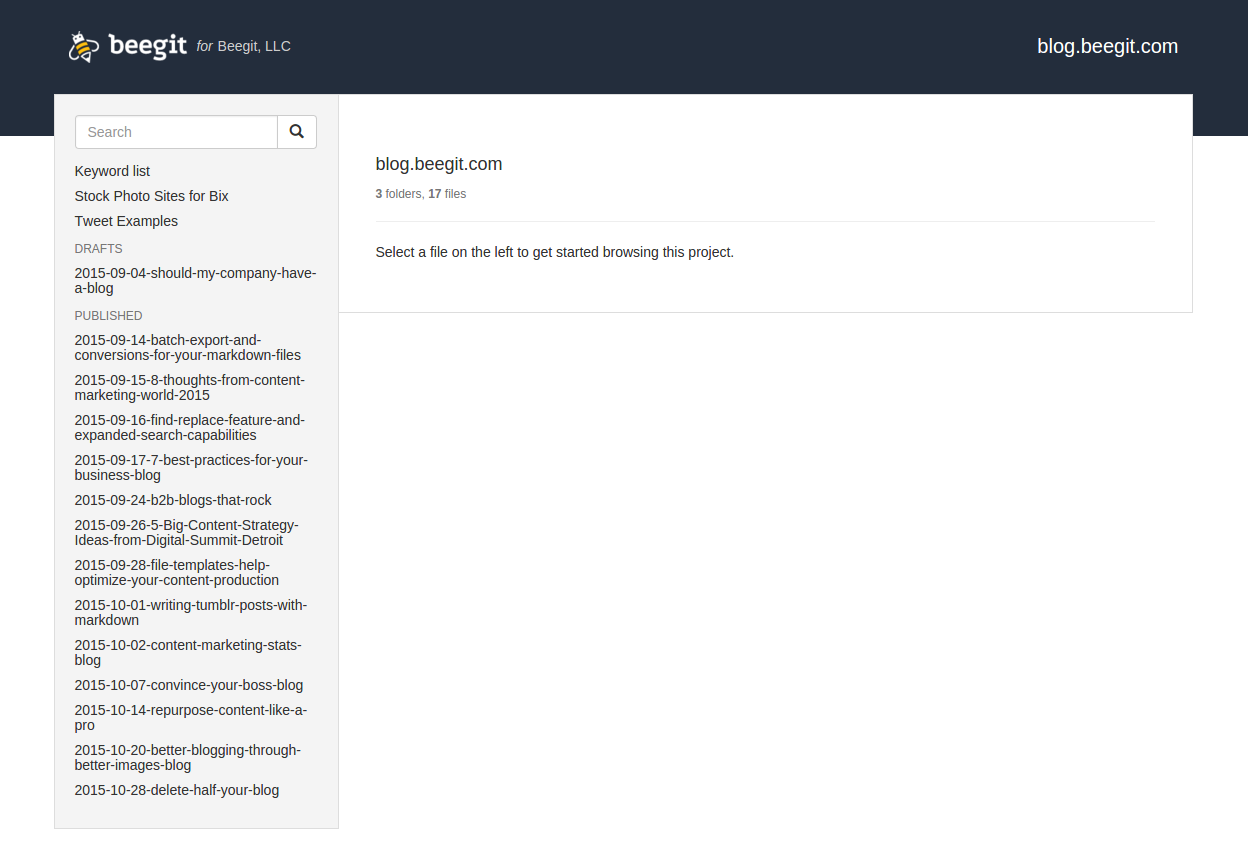 beegit for Beegit, LLC
blog.beegit.com
Search
Keyword list
Stock Photo Sites for Bix
Tweet Examples
DRAFTS
2015-09-04-should-my-company-have-
a-blog
PUBLISHED
2015-09-14-batch-export-and-
conversions-for-your-markdown-files
2015-09-15-8-thoughts-from-content-
marketing-world-2015
2015-09-16-find-replace-feature-and-
expanded-search-capabilities
2015-09-17-7-best-practices-for-your-
business-blog
2015-09-24-b2b-blogs-that-rock
2015-09-26-5-Big-Content-Strategy-
Ideas-from-Digital-Summit-Detroit
2015-09-28-file-templates-help-
optimize-your-content-production
2015-10-01-writing-tumblr-posts-with-
markdown
2015-10-02-content-marketing-stats-
blog
2015-10-07-convince-your-boss-blog
2015-10-14-repurpose-content-like-a-
pro
2015-10-20-better-blogging-through-
better-images-blog
2015-10-28-delete-half-your-blog
blog.beegit.com
3 folders, 17 files
Select a file on the left to get started browsing this project.